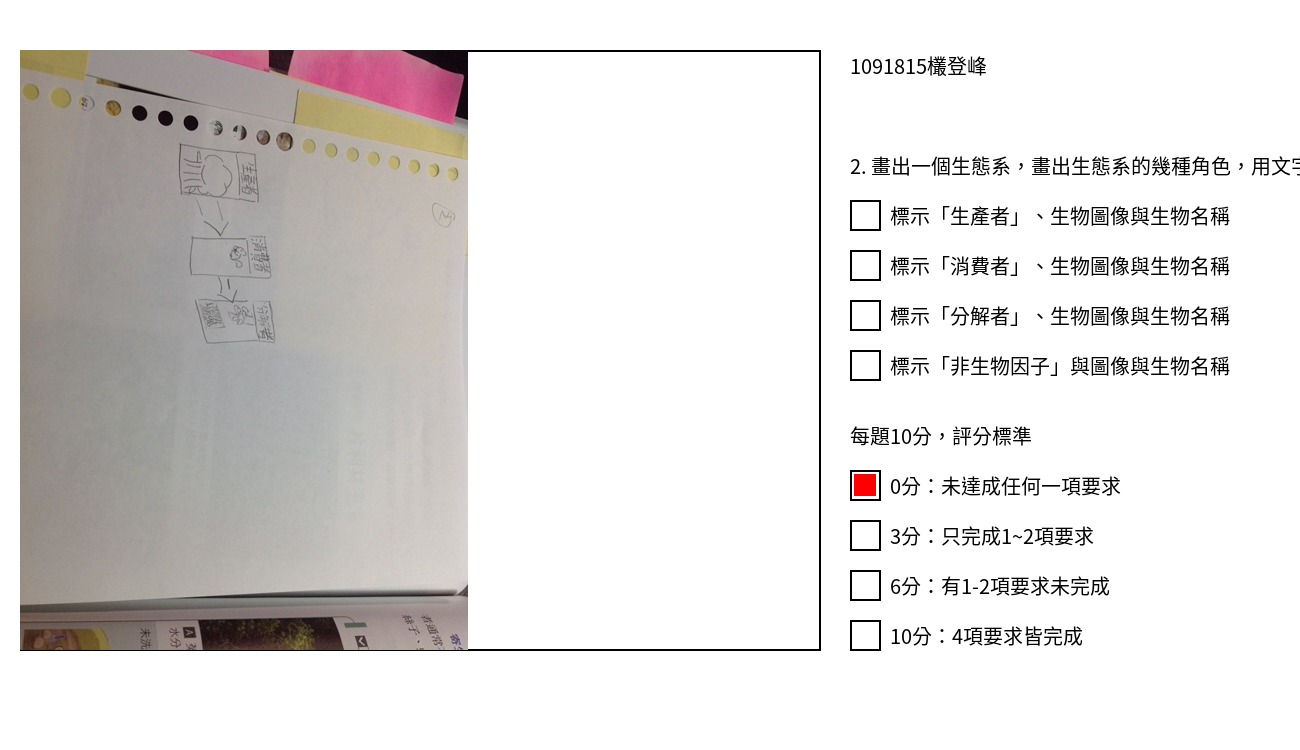 1091815欉登峰
2. 畫出一個生態系，畫出生態系的幾種角色，用文字
標示「生產者」、生物圖像與生物名稱
標示「消費者」、生物圖像與生物名稱
標示「分解者」、生物圖像與生物名稱
標示「非生物因子」與圖像與生物名稱
每題10分，評分標準
0分：未達成任何一項要求
3分：只完成1~2項要求
6分：有1-2項要求未完成
10分：4項要求皆完成
2
生產者
消費者
分解者
A
水分
未洗